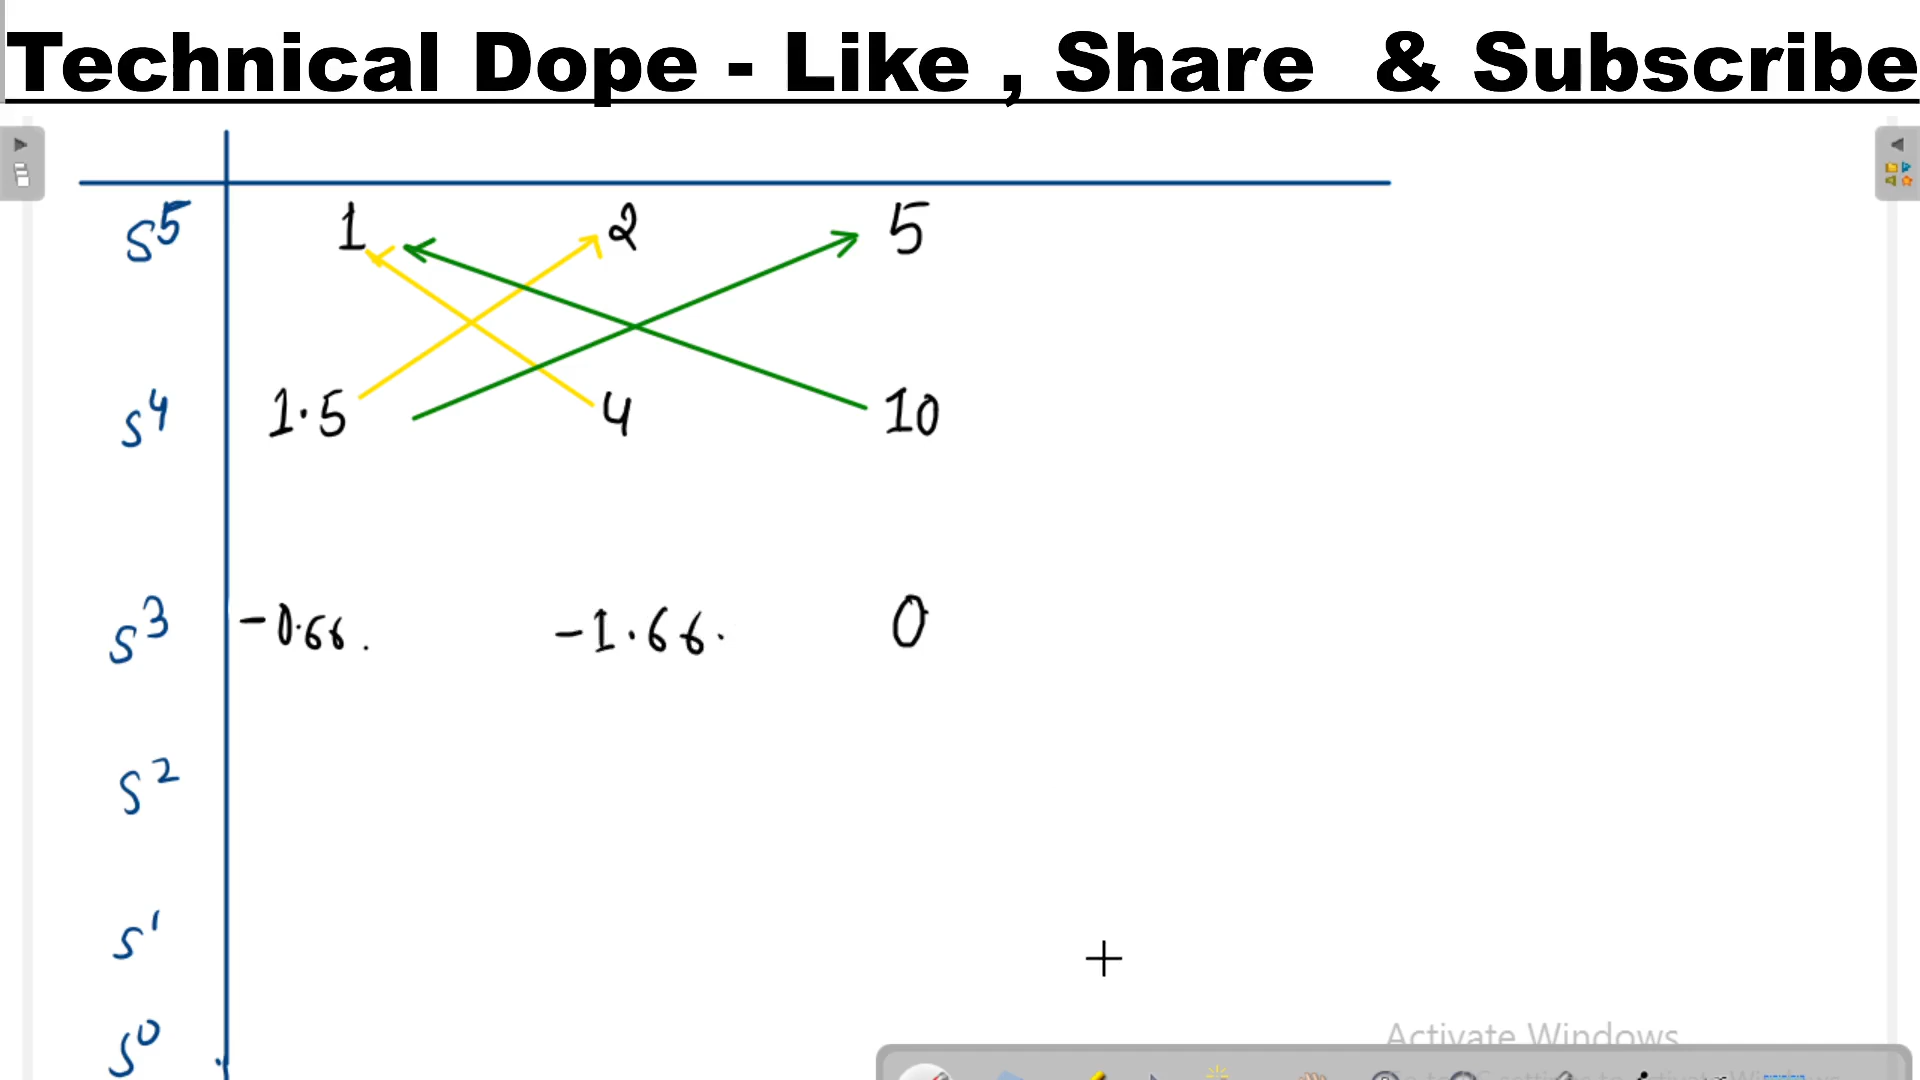 Technical Dope - Like , Share & Subscribe
s⁵ 1 2 5
s⁴ 1.5 4 10
s³ -0.66. -1.66. 0
s²
s¹
s⁰
Activate Windows